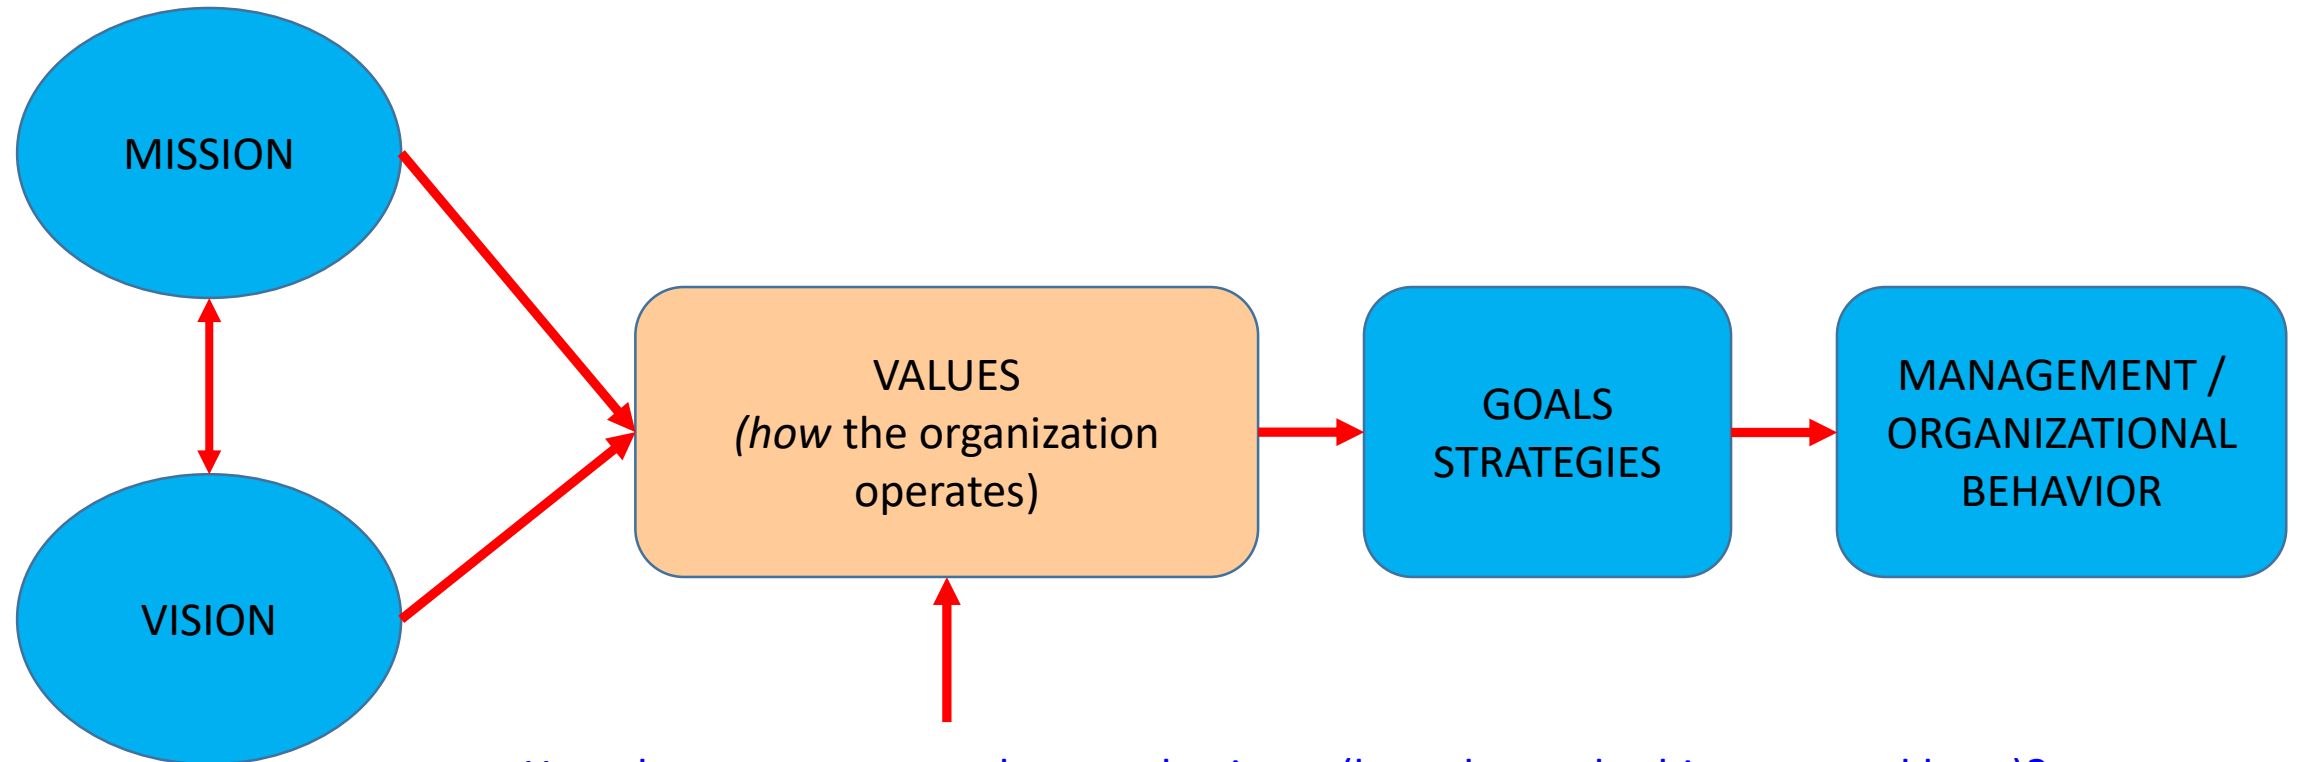 MISSION
VISION
VALUES
(how the organization
operates)
GOALS
STRATEGIES
MANAGEMENT /
ORGANIZATIONAL
BEHAVIOR